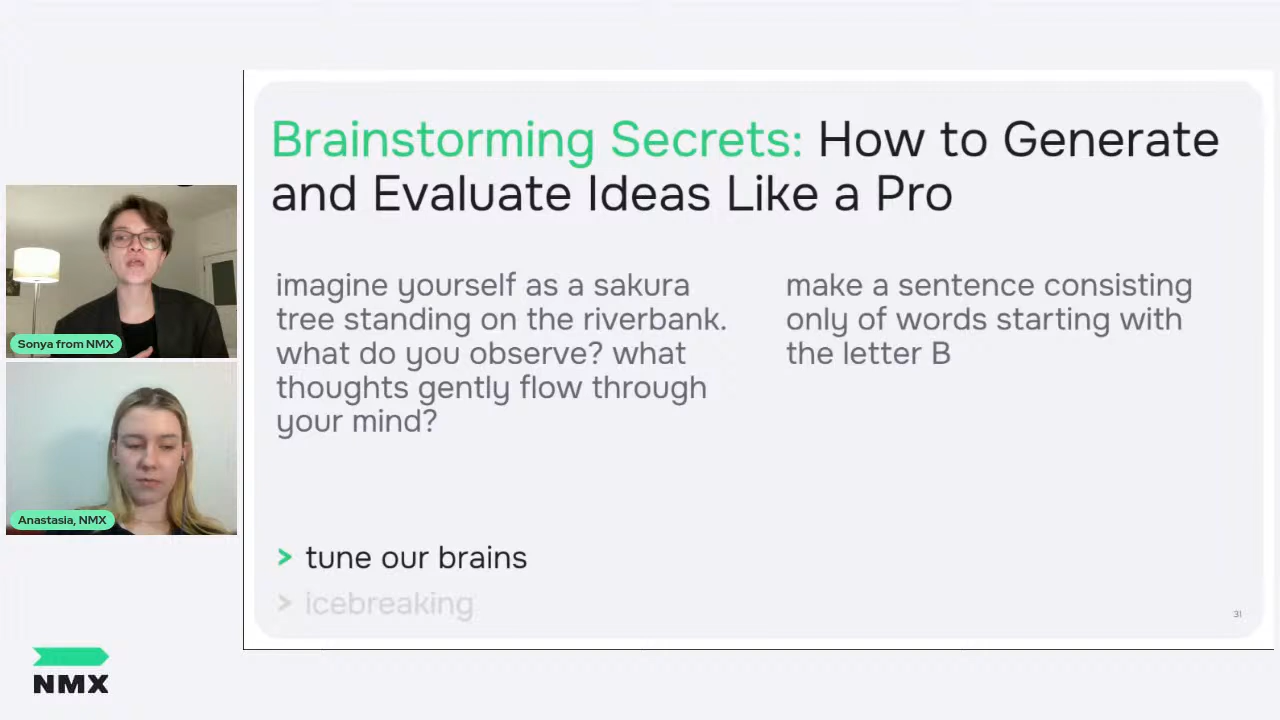 Brainstorming Secrets: How to Generate
and Evaluate Ideas Like a Pro
imagine yourself as a sakura
tree standing on the riverbank.
what do you observe? what
thoughts gently flow through
your mind?
make a sentence consisting
only of words starting with
the letter B
> tune our brains
> icebreaking
31
Sonya from NMX
Anastasia, NMX
NMX